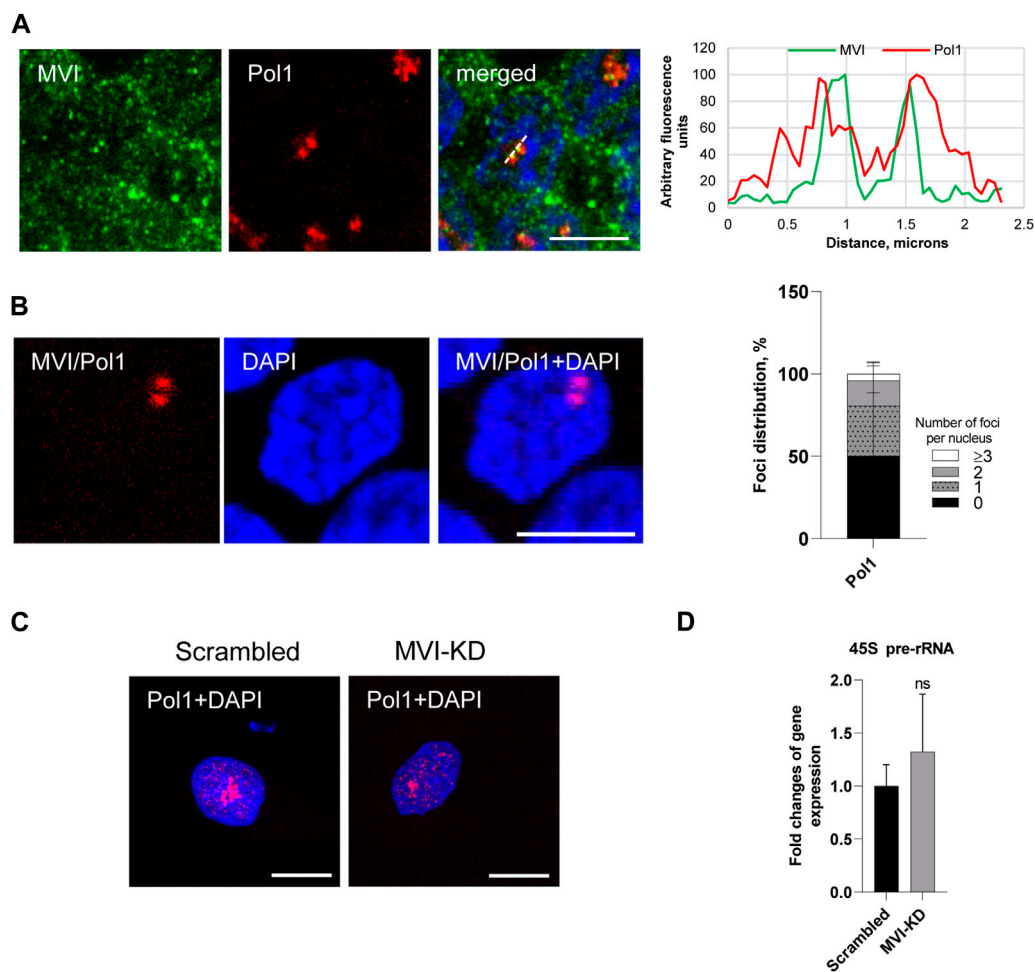 A
MVI
Pol1
merged
MVI
Pol1
Arbitrary fluorescence
units
120
100
80
60
40
20
0
0
0.5
1
1.5
2
2.5
Distance, microns
B
MVI/Pol1
DAPI
MVI/Pol1+DAPI
Foci distribution, %
150
100
50
0
Pol1
Number of foci
per nucleus
≥3
2
1
0
C
Scrambled
MVI-KD
Pol1+DAPI
Pol1+DAPI
D
45S pre-rRNA
Fold changes of gene
expression
2.0
1.5
1.0
0.5
0.0
ns
Scrambled
MVI-KD